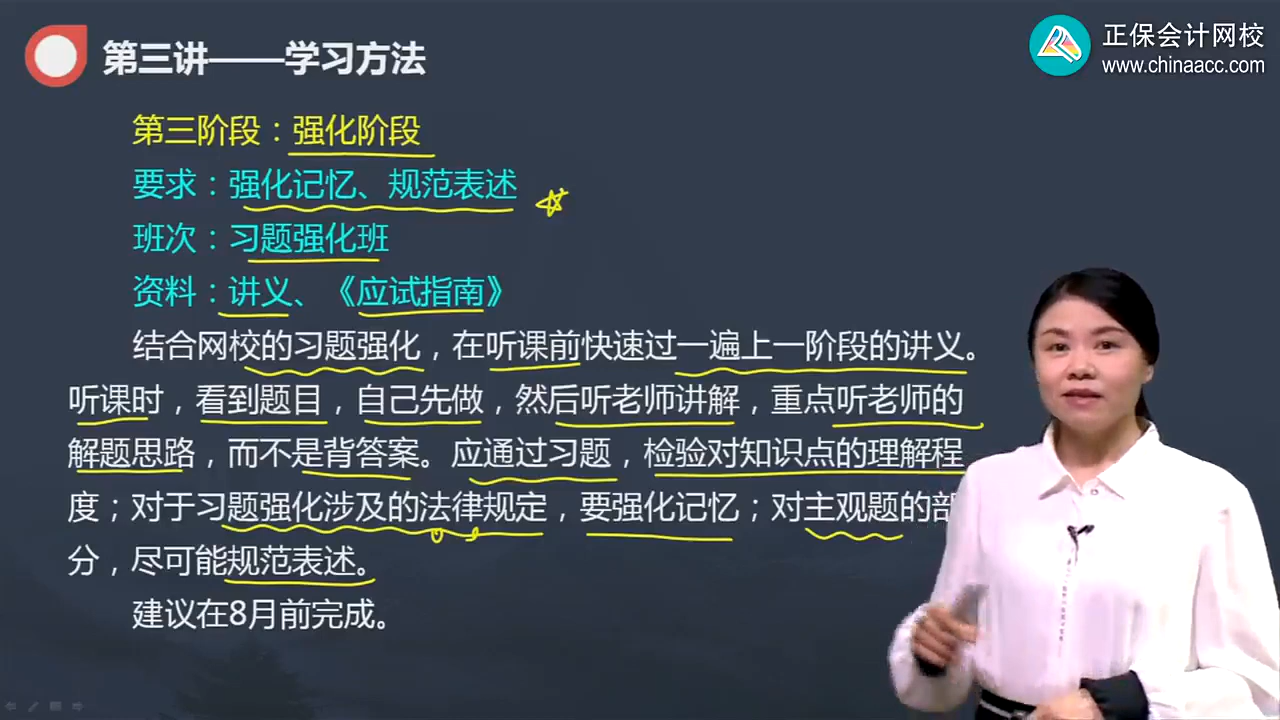 第三讲——学习方法
正保会计网校
www.chinaacc.com
第三阶段：强化阶段
要求：强化记忆、规范表述
班次：习题强化班
资料：讲义、《应试指南》
结合网校的习题强化，在听课前快速过一遍上一阶段的讲义。
听课时，看到题目，自己先做，然后听老师讲解，重点听老师的
解题思路，而不是背答案。应通过习题，检验对知识点的理解程
度；对于习题强化涉及的法律规定，要强化记忆；对主观题的部
分，尽可能规范表述。
建议在8月前完成。